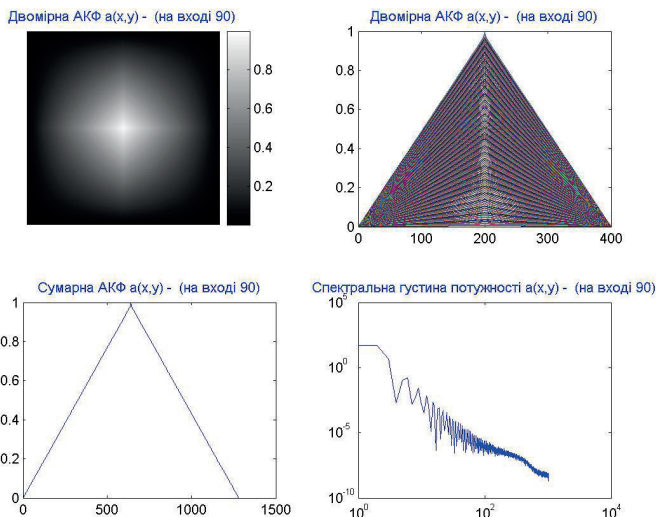 Двомірна АКФ a(x,y) - (на вході 90)
0.8
0.6
0.4
0.2
Двомірна АКФ a(x,y) - (на вході 90)
1
0.8
0.6
0.4
0.2
0
0 100 200 300 400
Сумарна АКФ a(x,y) - (на вході 90)
1
0.8
0.6
0.4
0.2
0
0 500 1000 1500
Спектральна густина потужності a(x,y) - (на вході 90)
10^5
10^0
10^-5
10^-10
10^0 10^2 10^4